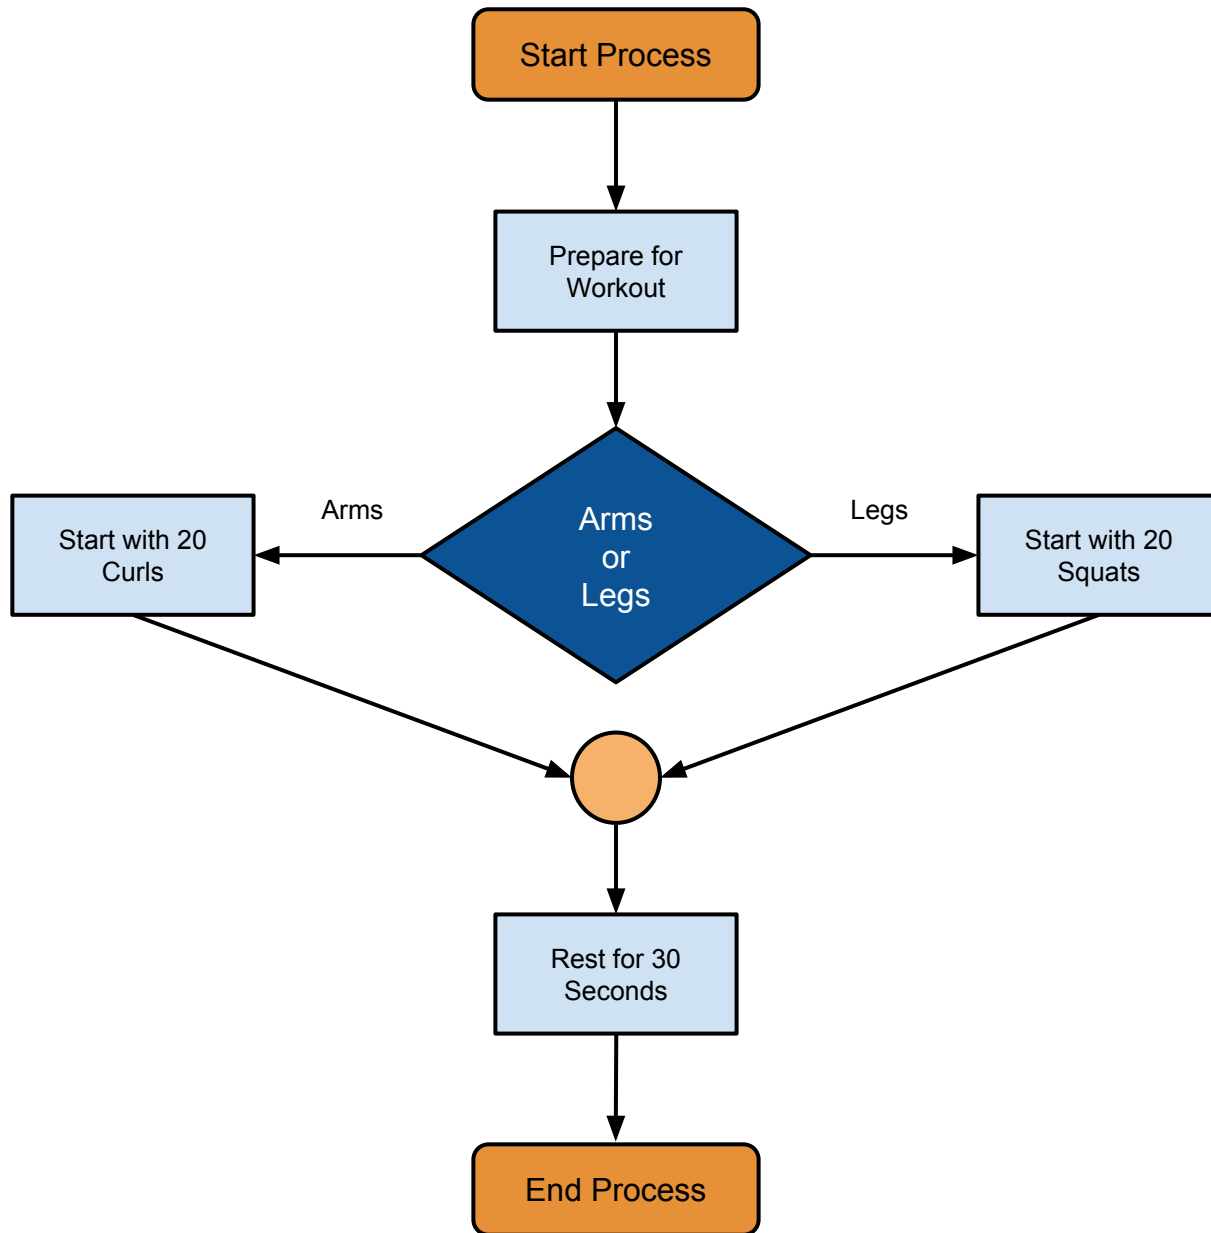 Start Process
Prepare for
Workout
Arms
Legs
Start with 20
Curls
Arms
or
Legs
Start with 20
Squats
Rest for 30
Seconds
End Process